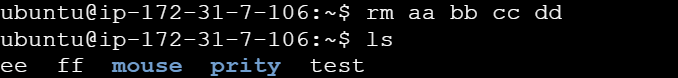 ubuntu@ip-172-31-7-106:~$ rm aa bb cc dd
ubuntu@ip-172-31-7-106:~$ ls
ee ff mouse prity test